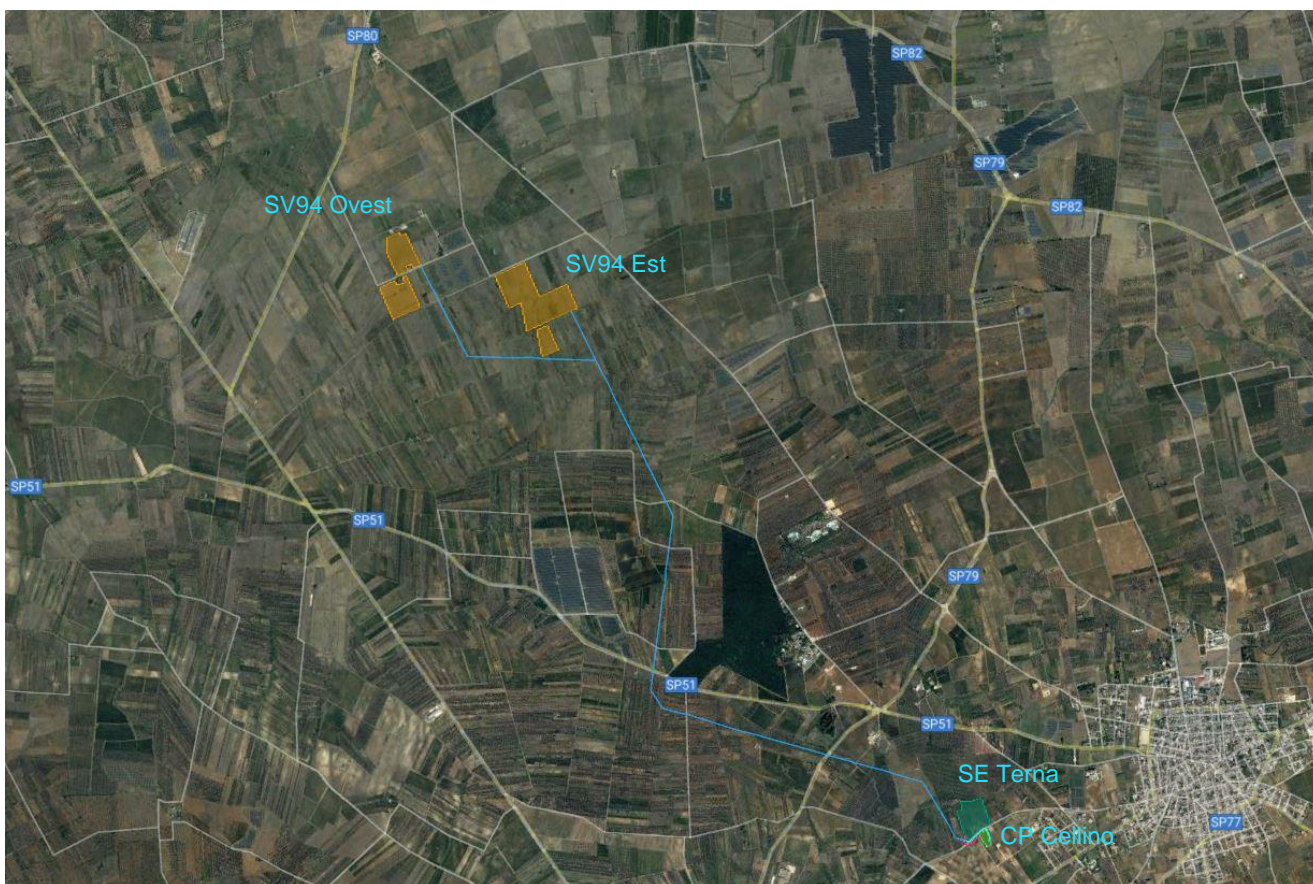 SP80
SP82
SP79
SP82
SV94 Ovest
SV94 Est
SP51
SP51
SP79
SP51
SP51
SE Terna
SP77
CP Cellino